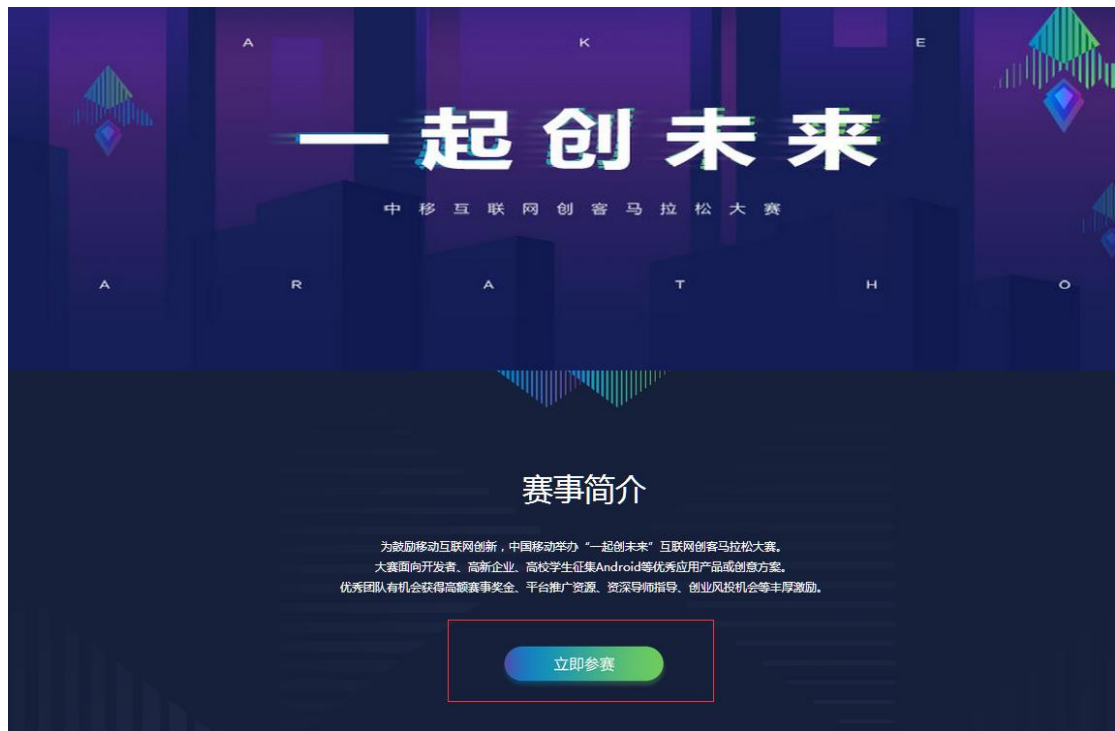 A K E
一起创未来
中移互联网创客马拉松大赛
A R A T H O
赛事简介
为鼓励移动互联网创新，中国移动举办“一起创未来”互联网创客马拉松大赛。
大赛面向开发者、高新企业、高校学生征集Android等优秀应用产品或创意方案。
优秀团队有机会获得高额赛事奖金、平台推广资源、资深导师指导、创业风投机会等丰厚激励。
立即参赛